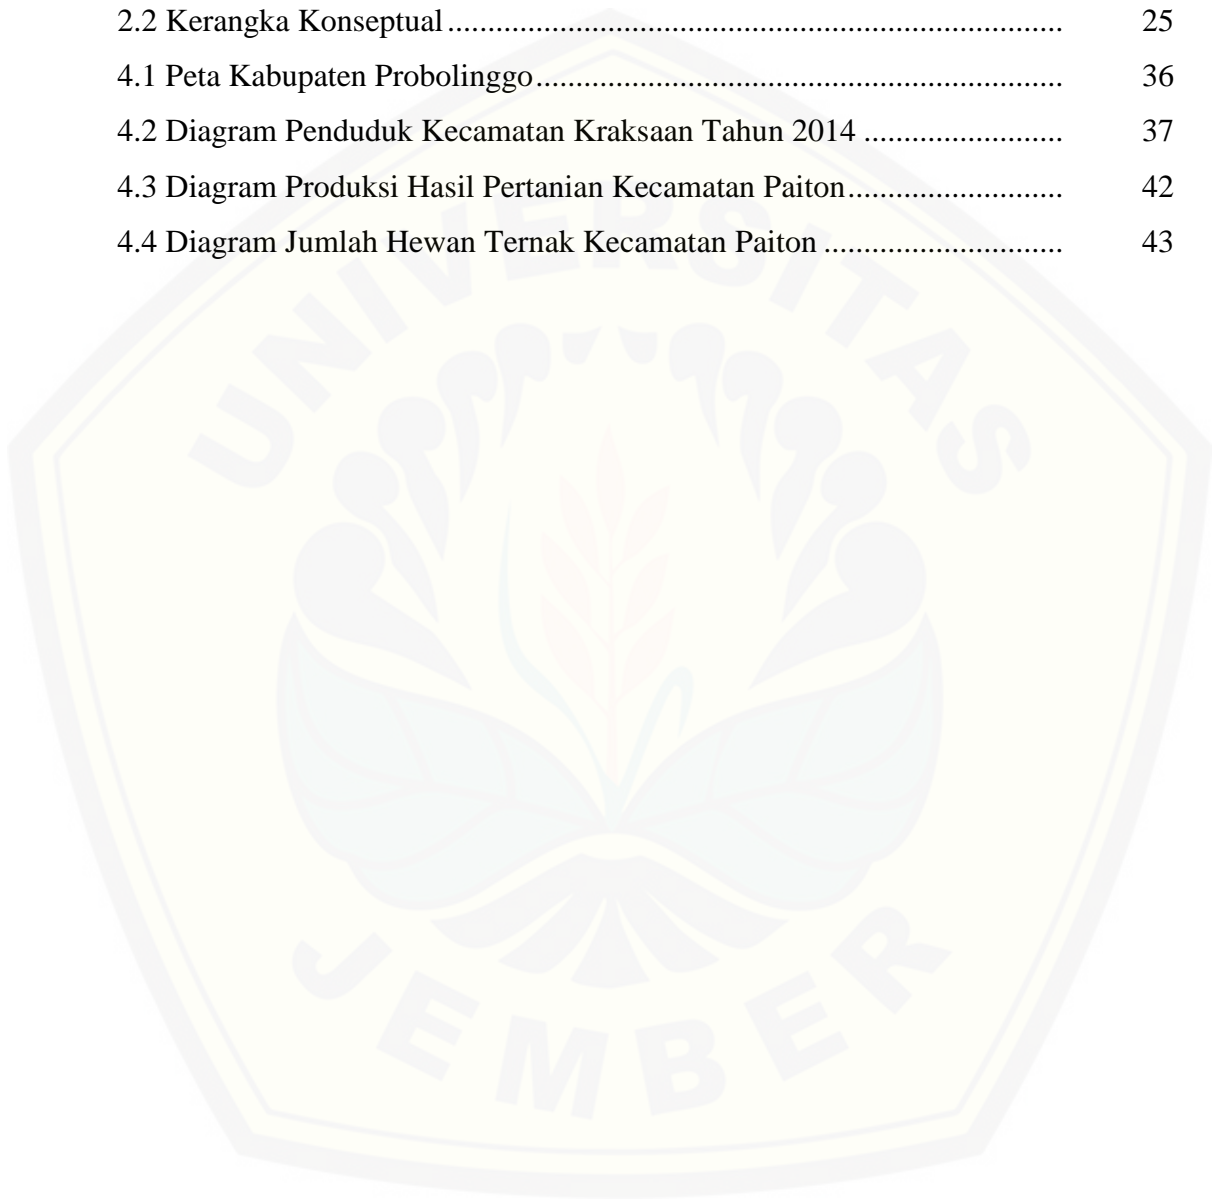 2.2 Kerangka Konseptual ............................................................................. 25
4.1 Peta Kabupaten Probolinggo.................................................................. 36
4.2 Diagram Penduduk Kecamatan Kraksaan Tahun 2014 ......................... 37
4.3 Diagram Produksi Hasil Pertanian Kecamatan Paiton........................... 42
4.4 Diagram Jumlah Hewan Ternak Kecamatan Paiton .............................. 43
UNIVERSITAS
JEMBER